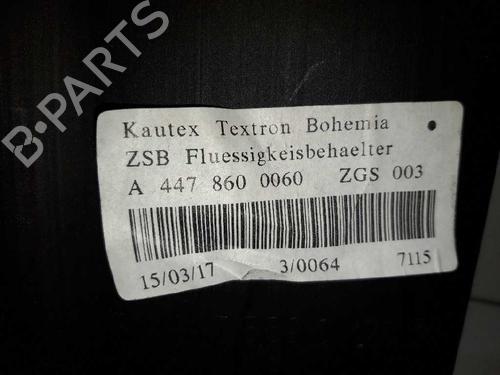 B-PARTS
Kautex Textron Bohemia
ZSB Fluessigkeisbehaelter
A 447 860 0060 ZGS 003
15/03/17 3/0064 7115